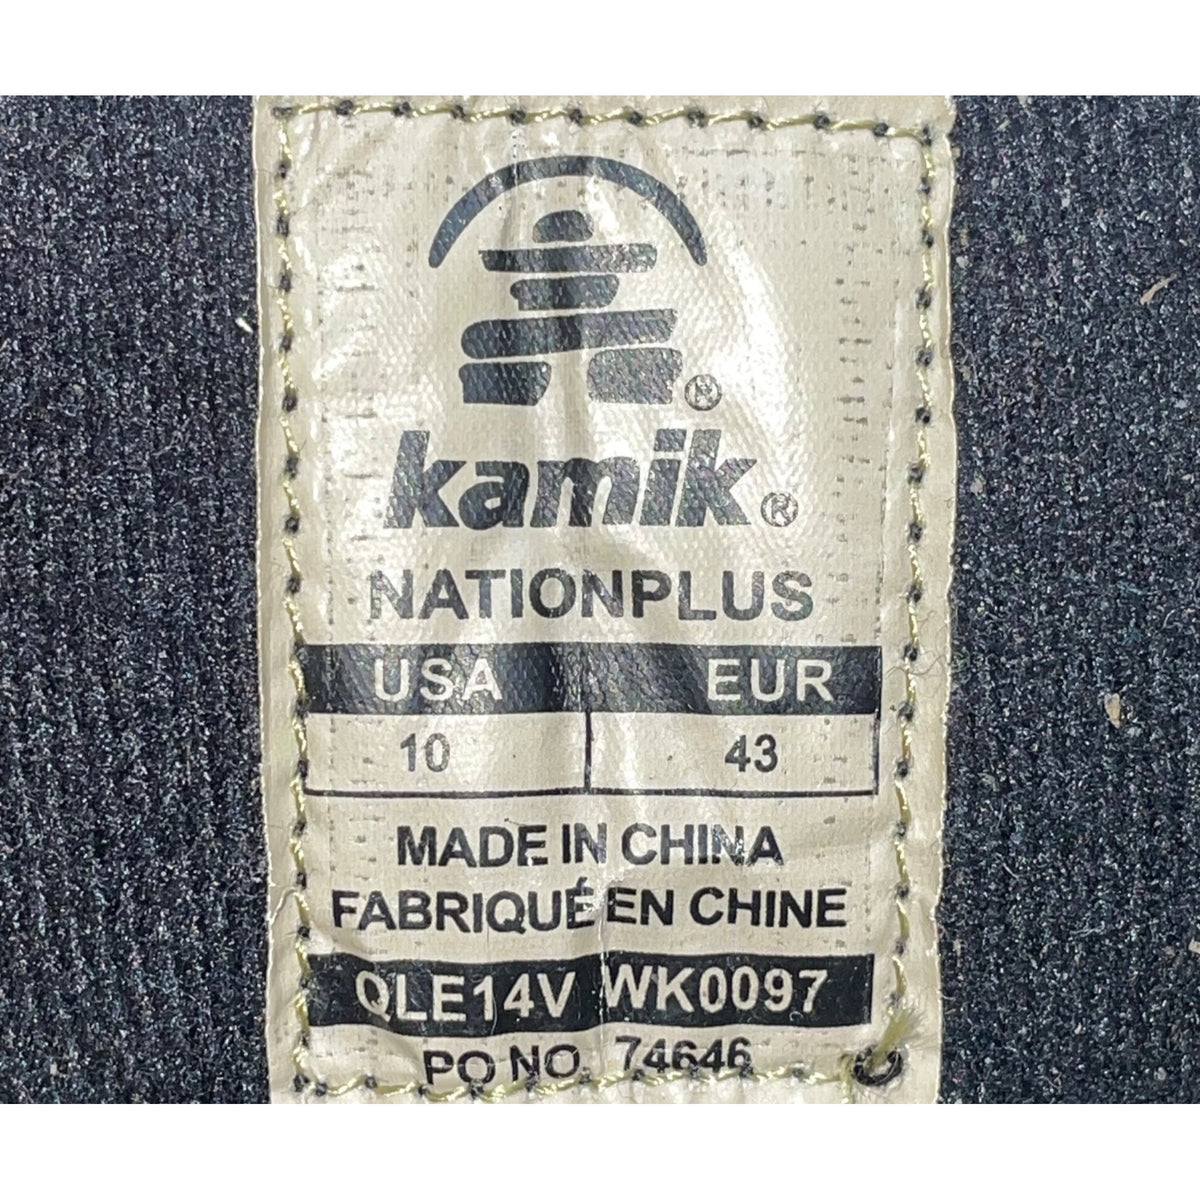 ®
kamik®
NATIONPLUS
USA EUR
10 43
MADE IN CHINA
FABRIQUÉ EN CHINE
QLE14V WK0097
PO NO. 74646